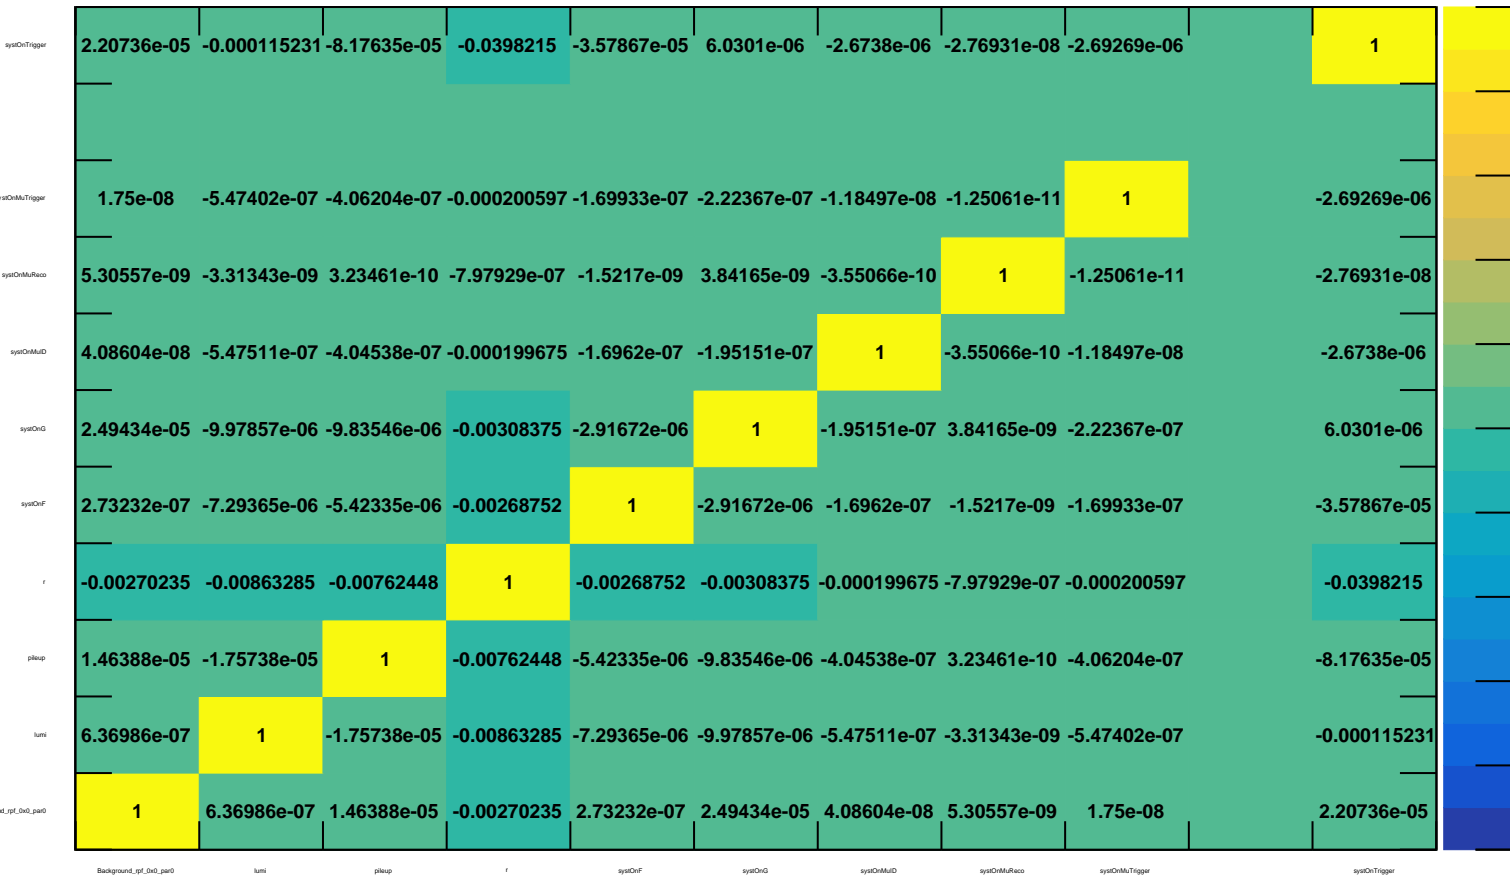 systOnTrigger 2.20736e-05 -0.000115231 -8.17635e-05 -0.0398215 -3.57867e-05 6.0301e-06 -2.6738e-06 -2.76931e-08 -2.69269e-06 1
stOnMuTrigger 1.75e-08 -5.47402e-07 -4.06204e-07 -0.000200597 -1.69933e-07 -2.22367e-07 -1.18497e-08 -1.25061e-11 1 -2.69269e-06
systOnMuReco 5.30557e-09 -3.31343e-09 3.23461e-10 -7.97929e-07 -1.5217e-09 3.84165e-09 -3.55066e-10 1 -1.25061e-11 -2.76931e-08
systOnMuID 4.08604e-08 -5.47511e-07 -4.04538e-07 -0.000199675 -1.6962e-07 -1.95151e-07 1 -3.55066e-10 -1.18497e-08 -2.6738e-06
systOnG 2.49434e-05 -9.97857e-06 -9.83546e-06 -0.00308375 -2.91672e-06 1 -1.95151e-07 3.84165e-09 -2.22367e-07 6.0301e-06
systOnF 2.73232e-07 -7.29365e-06 -5.42335e-06 -0.00268752 1 -2.91672e-06 -1.6962e-07 -1.5217e-09 -1.69933e-07 -3.57867e-05
r -0.00270235 -0.00863285 -0.00762448 1 -0.00268752 -0.00308375 -0.000199675 -7.97929e-07 -0.000200597 -0.0398215
pileup 1.46388e-05 -1.75738e-05 1 -0.00762448 -5.42335e-06 -9.83546e-06 -4.04538e-07 3.23461e-10 -4.06204e-07 -8.17635e-05
lumi 6.36986e-07 1 -1.75738e-05 -0.00863285 -7.29365e-06 -9.97857e-06 -5.47511e-07 -3.31343e-09 -5.47402e-07 -0.000115231
d_rpf_0x0_par0 1 6.36986e-07 1.46388e-05 -0.00270235 2.73232e-07 2.49434e-05 4.08604e-08 5.30557e-09 1.75e-08 2.20736e-05
Background_rpf_0x0_par0 lumi pileup r systOnF systOnG systOnMuID systOnMuReco systOnMuTrigger systOnTrigger